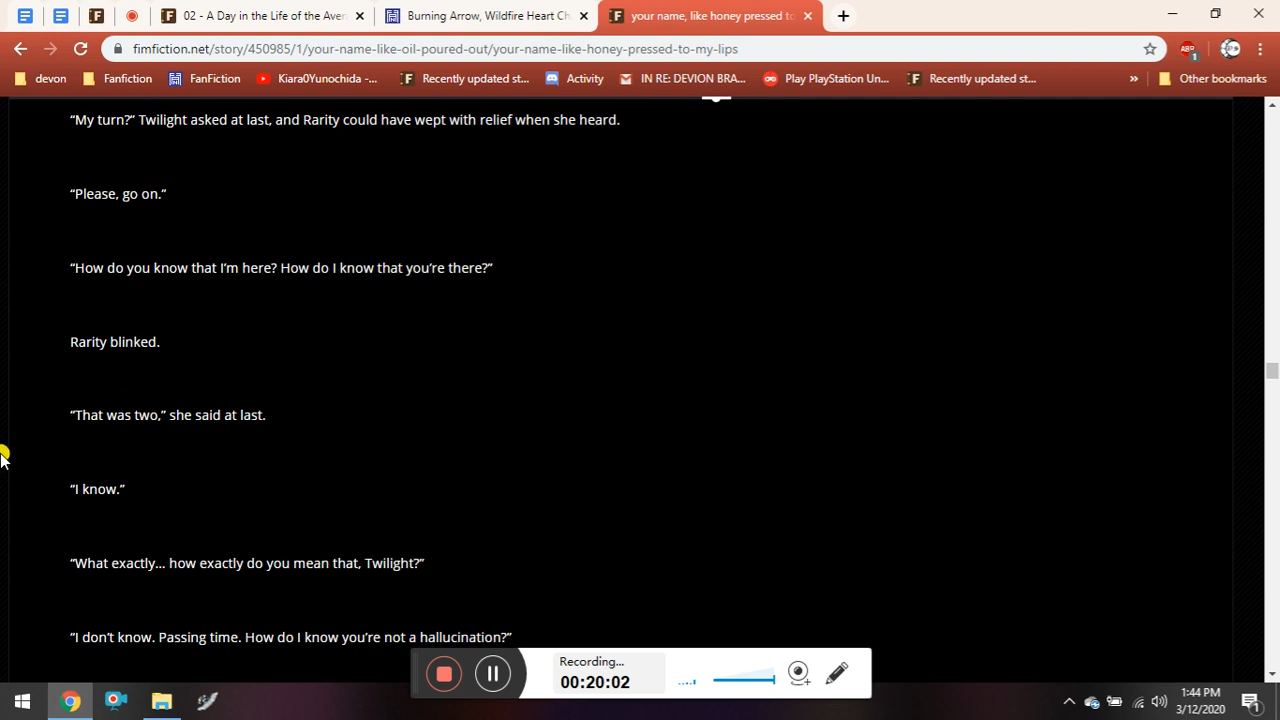 02 - A Day in the Life of the Aver
Burning Arrow, Wildfire Heart Ch
your name, like honey pressed to
fimfiction.net/story/450985/1/your-name-like-oil-poured-out/your-name-like-honey-pressed-to-my-lips
devon
Fanfiction
FanFiction
Kiara0Yunochida -...
Recently updated st...
Activity
IN RE: DEVION BRA...
Play PlayStation Un...
Recently updated st...
»
Other bookmarks
“My turn?” Twilight asked at last, and Rarity could have wept with relief when she heard.
“Please, go on.”
“How do you know that I’m here? How do I know that you’re there?”
Rarity blinked.
“That was two,” she said at last.
“I know.”
“What exactly... how exactly do you mean that, Twilight?”
“I don’t know. Passing time. How do I know you’re not a hallucination?”
Recording...
00:20:02
1:44 PM
3/12/2020